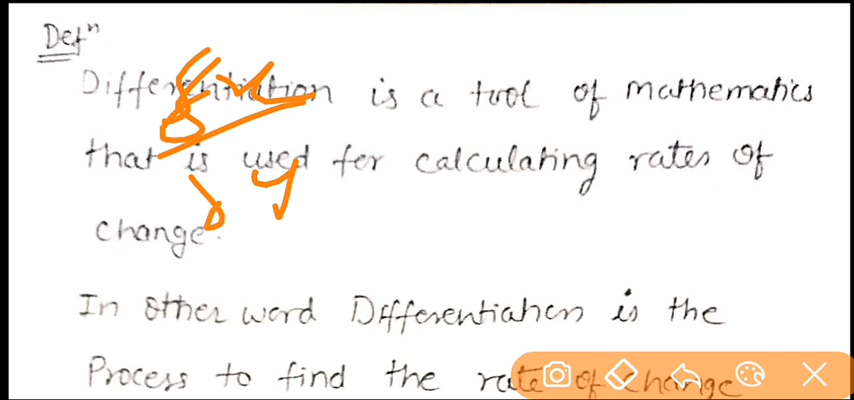 Defⁿ
Differentiation is a tool of mathematics
that is used for calculating rates of
change.
In other word Differentiation is the
Process to find the rate of change